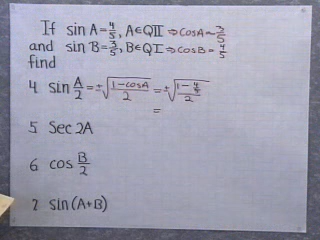 If sin A = 4/5, A ∈ QII ⇒ cos A = -3/5
and sin B = 3/5, B ∈ QI ⇒ cos B = 4/5
find
4 sin A/2 = ±√((1-cosA)/2) = ±√((1-4/5)/2)
=
5 Sec 2A
6 cos B/2
7 sin(A+B)